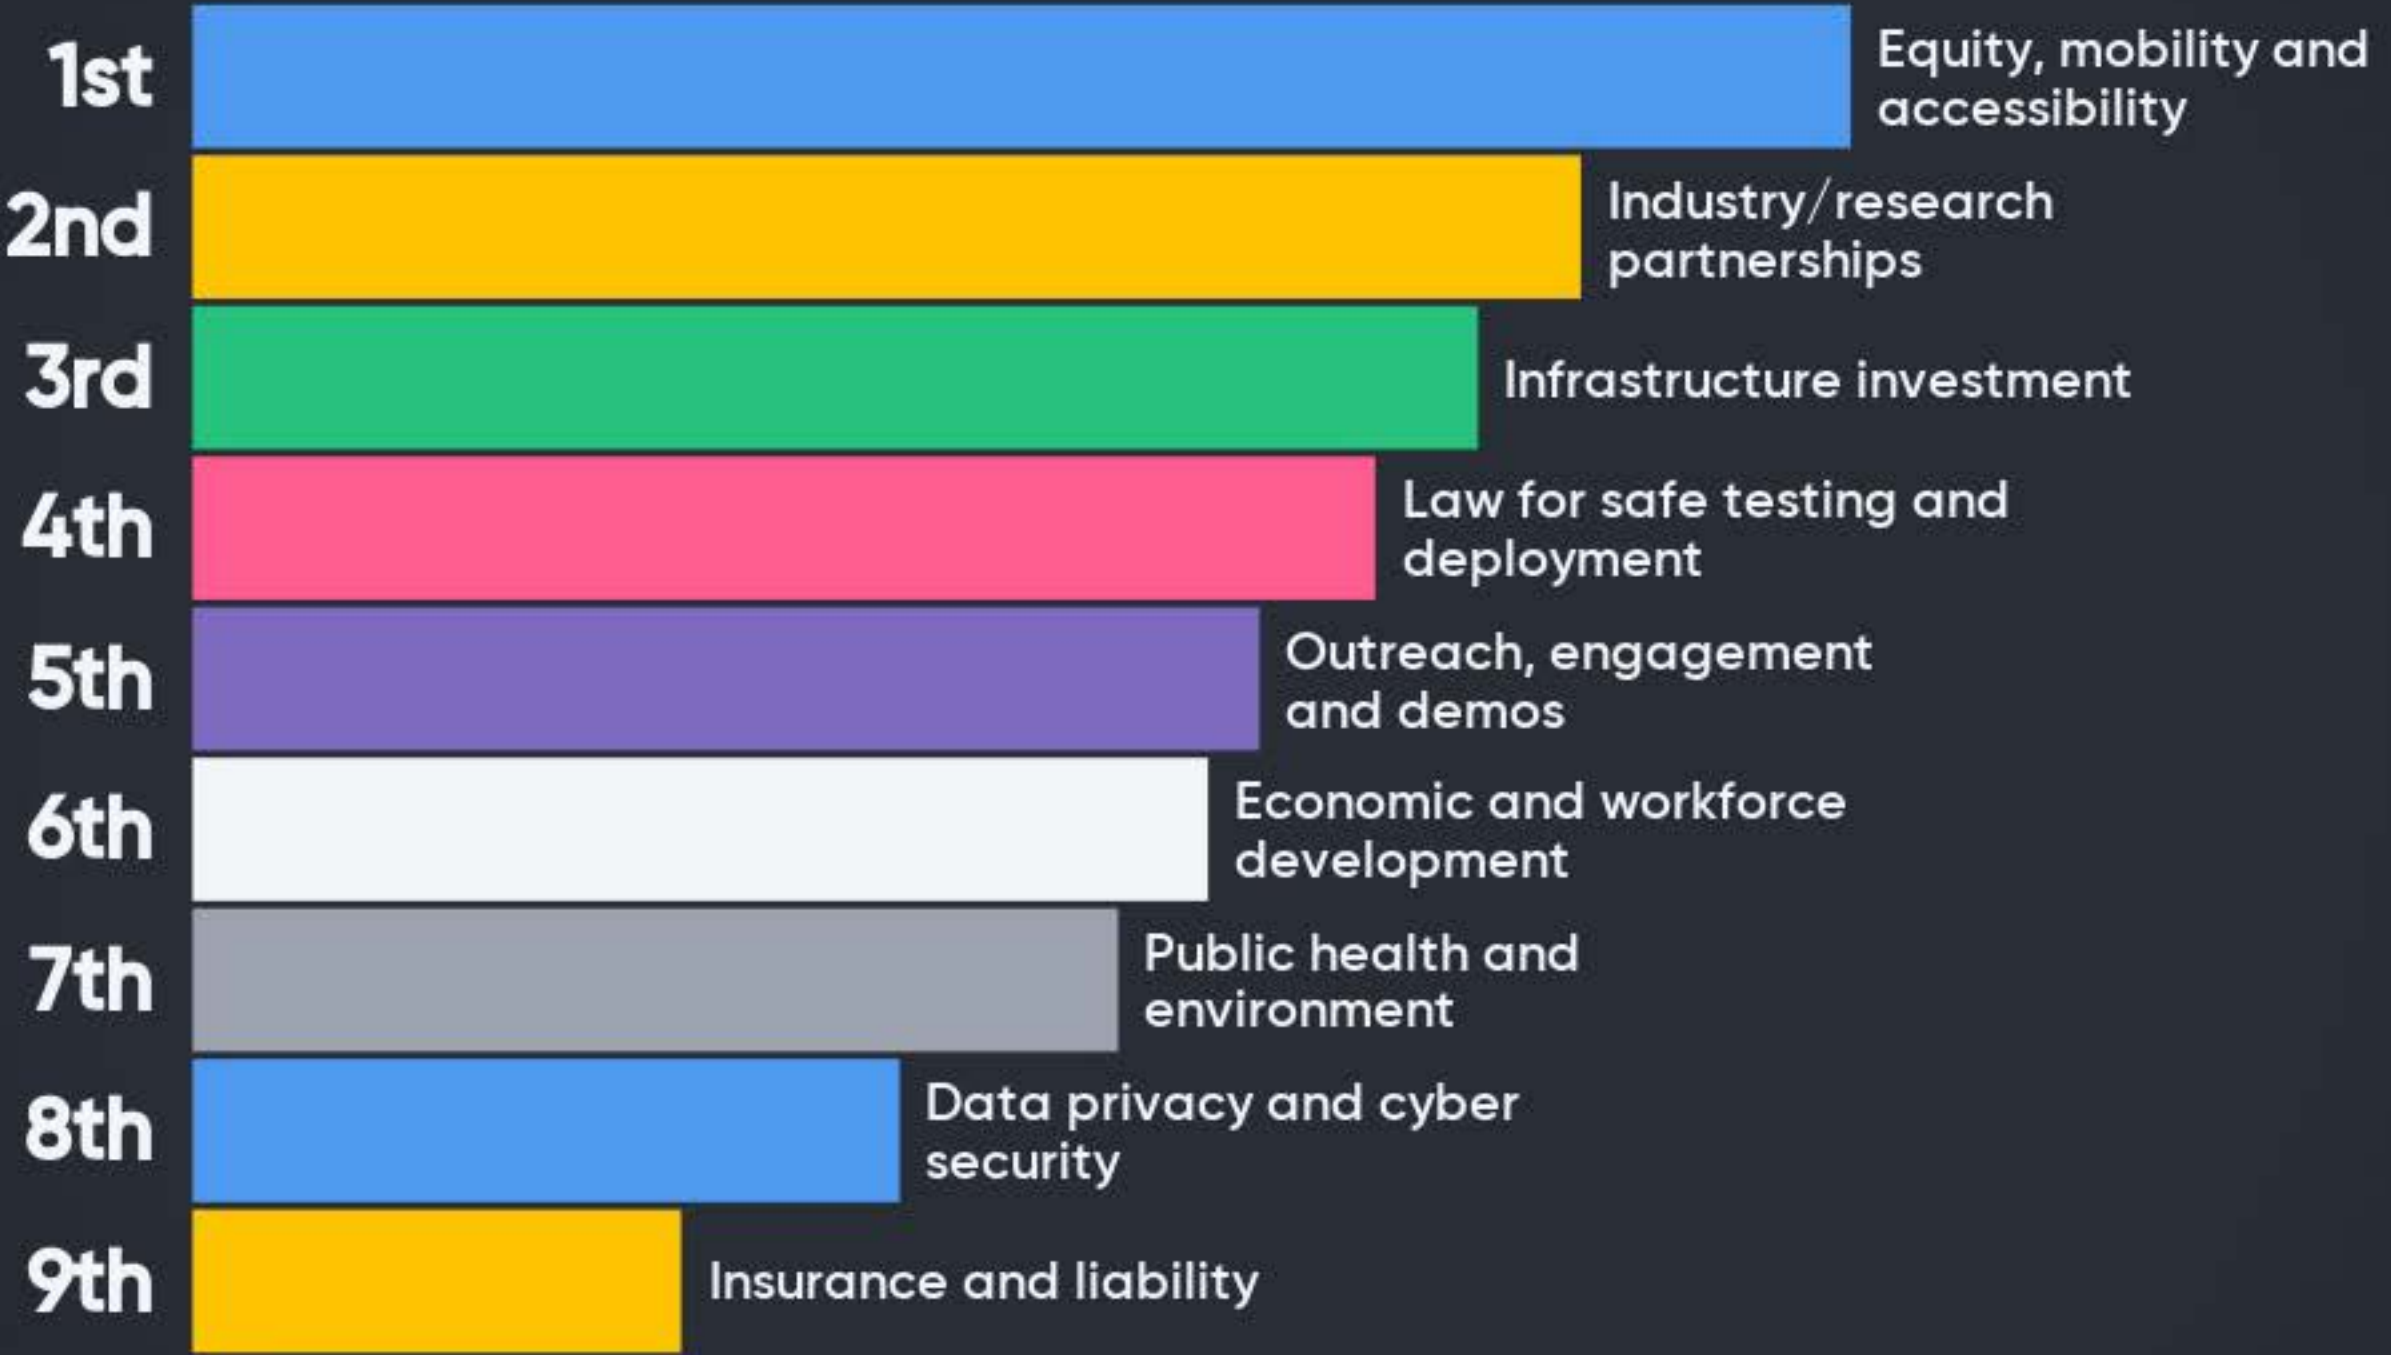 1st
Equity, mobility and
accessibility
2nd
Industry/research
partnerships
3rd
Infrastructure investment
4th
Law for safe testing and
deployment
5th
Outreach, engagement
and demos
6th
Economic and workforce
development
7th
Public health and
environment
8th
Data privacy and cyber
security
9th
Insurance and liability